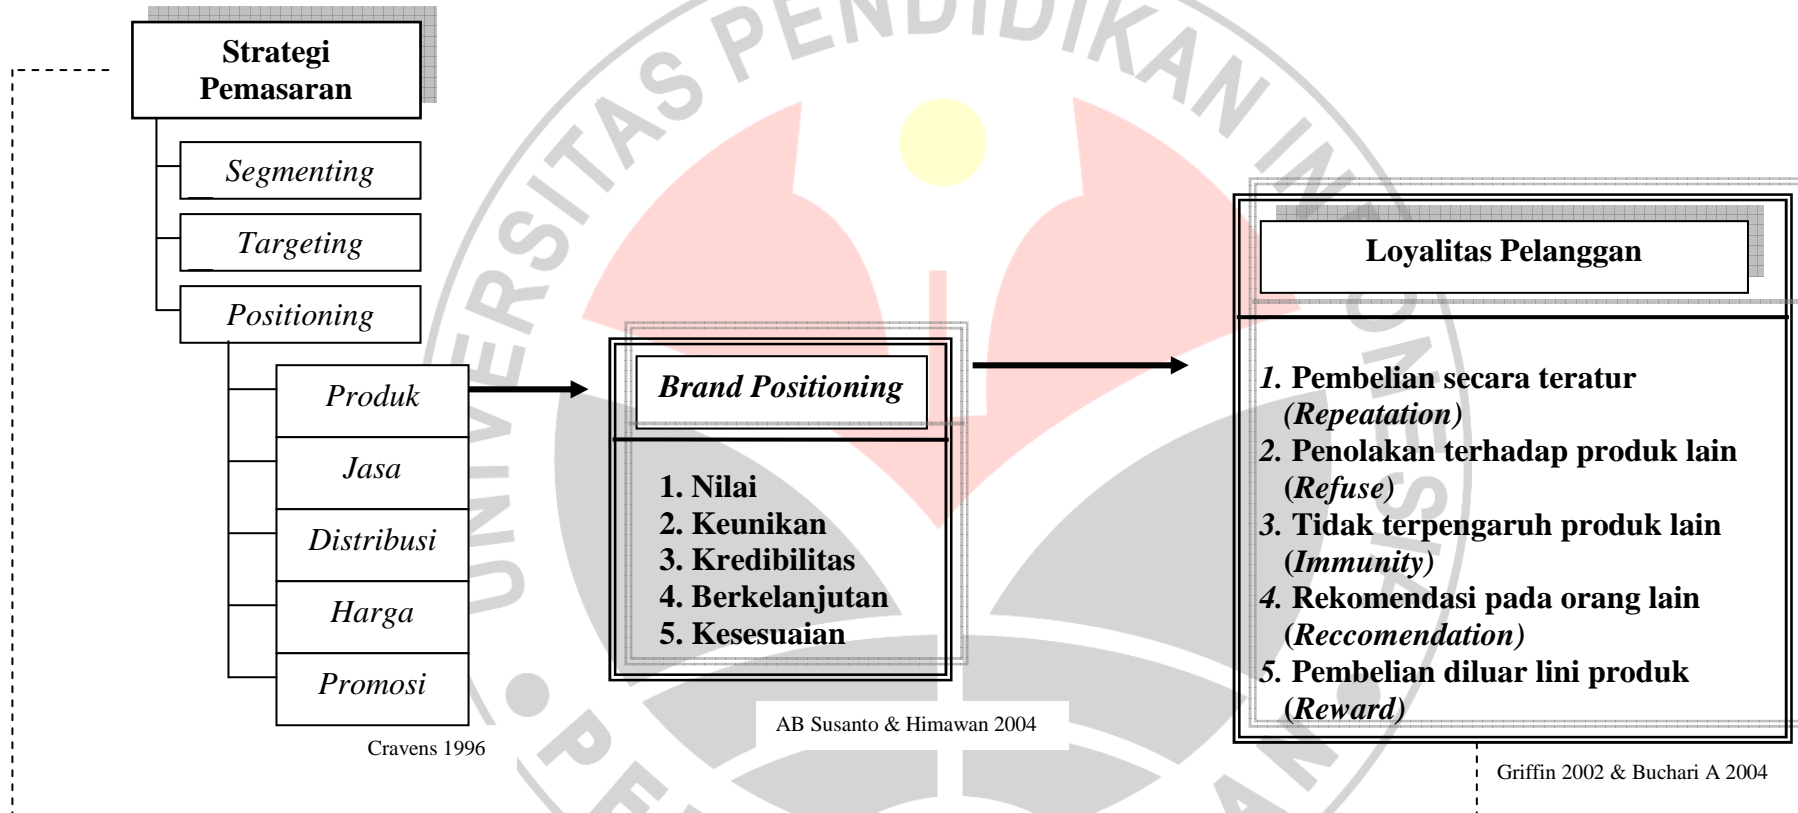 Strategi
Pemasaran
Segmenting
Targeting
Positioning
Produk
Jasa
Distribusi
Harga
Promosi
Cravens 1996
Brand Positioning
1. Nilai
2. Keunikan
3. Kredibilitas
4. Berkelanjutan
5. Kesesuaian
AB Susanto & Himawan 2004
Loyalitas Pelanggan
1. Pembelian secara teratur
(Repeatation)
2. Penolakan terhadap produk lain
(Refuse)
3. Tidak terpengaruh produk lain
(Immunity)
4. Rekomendasi pada orang lain
(Reccomendation)
5. Pembelian diluar lini produk
(Reward)
Griffin 2002 & Buchari A 2004
UNIVERSITAS PENDIDIKAN INDONESIA